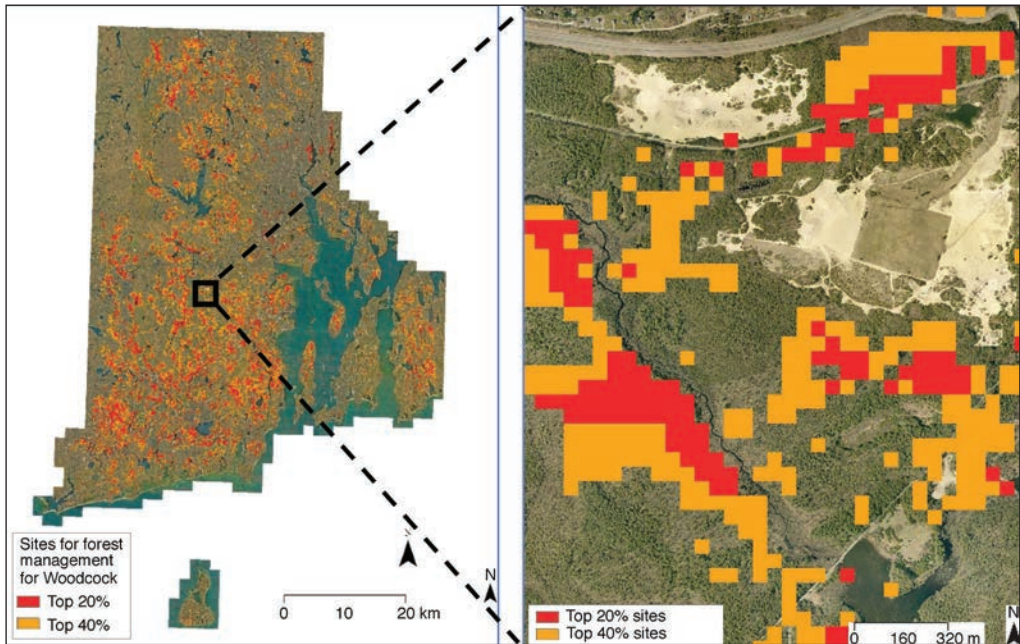 Sites for forest
management
for Woodcock
Top 20%
Top 40%
N
0 10 20 km
N
Top 20% sites
Top 40% sites
0 160 320 m
N